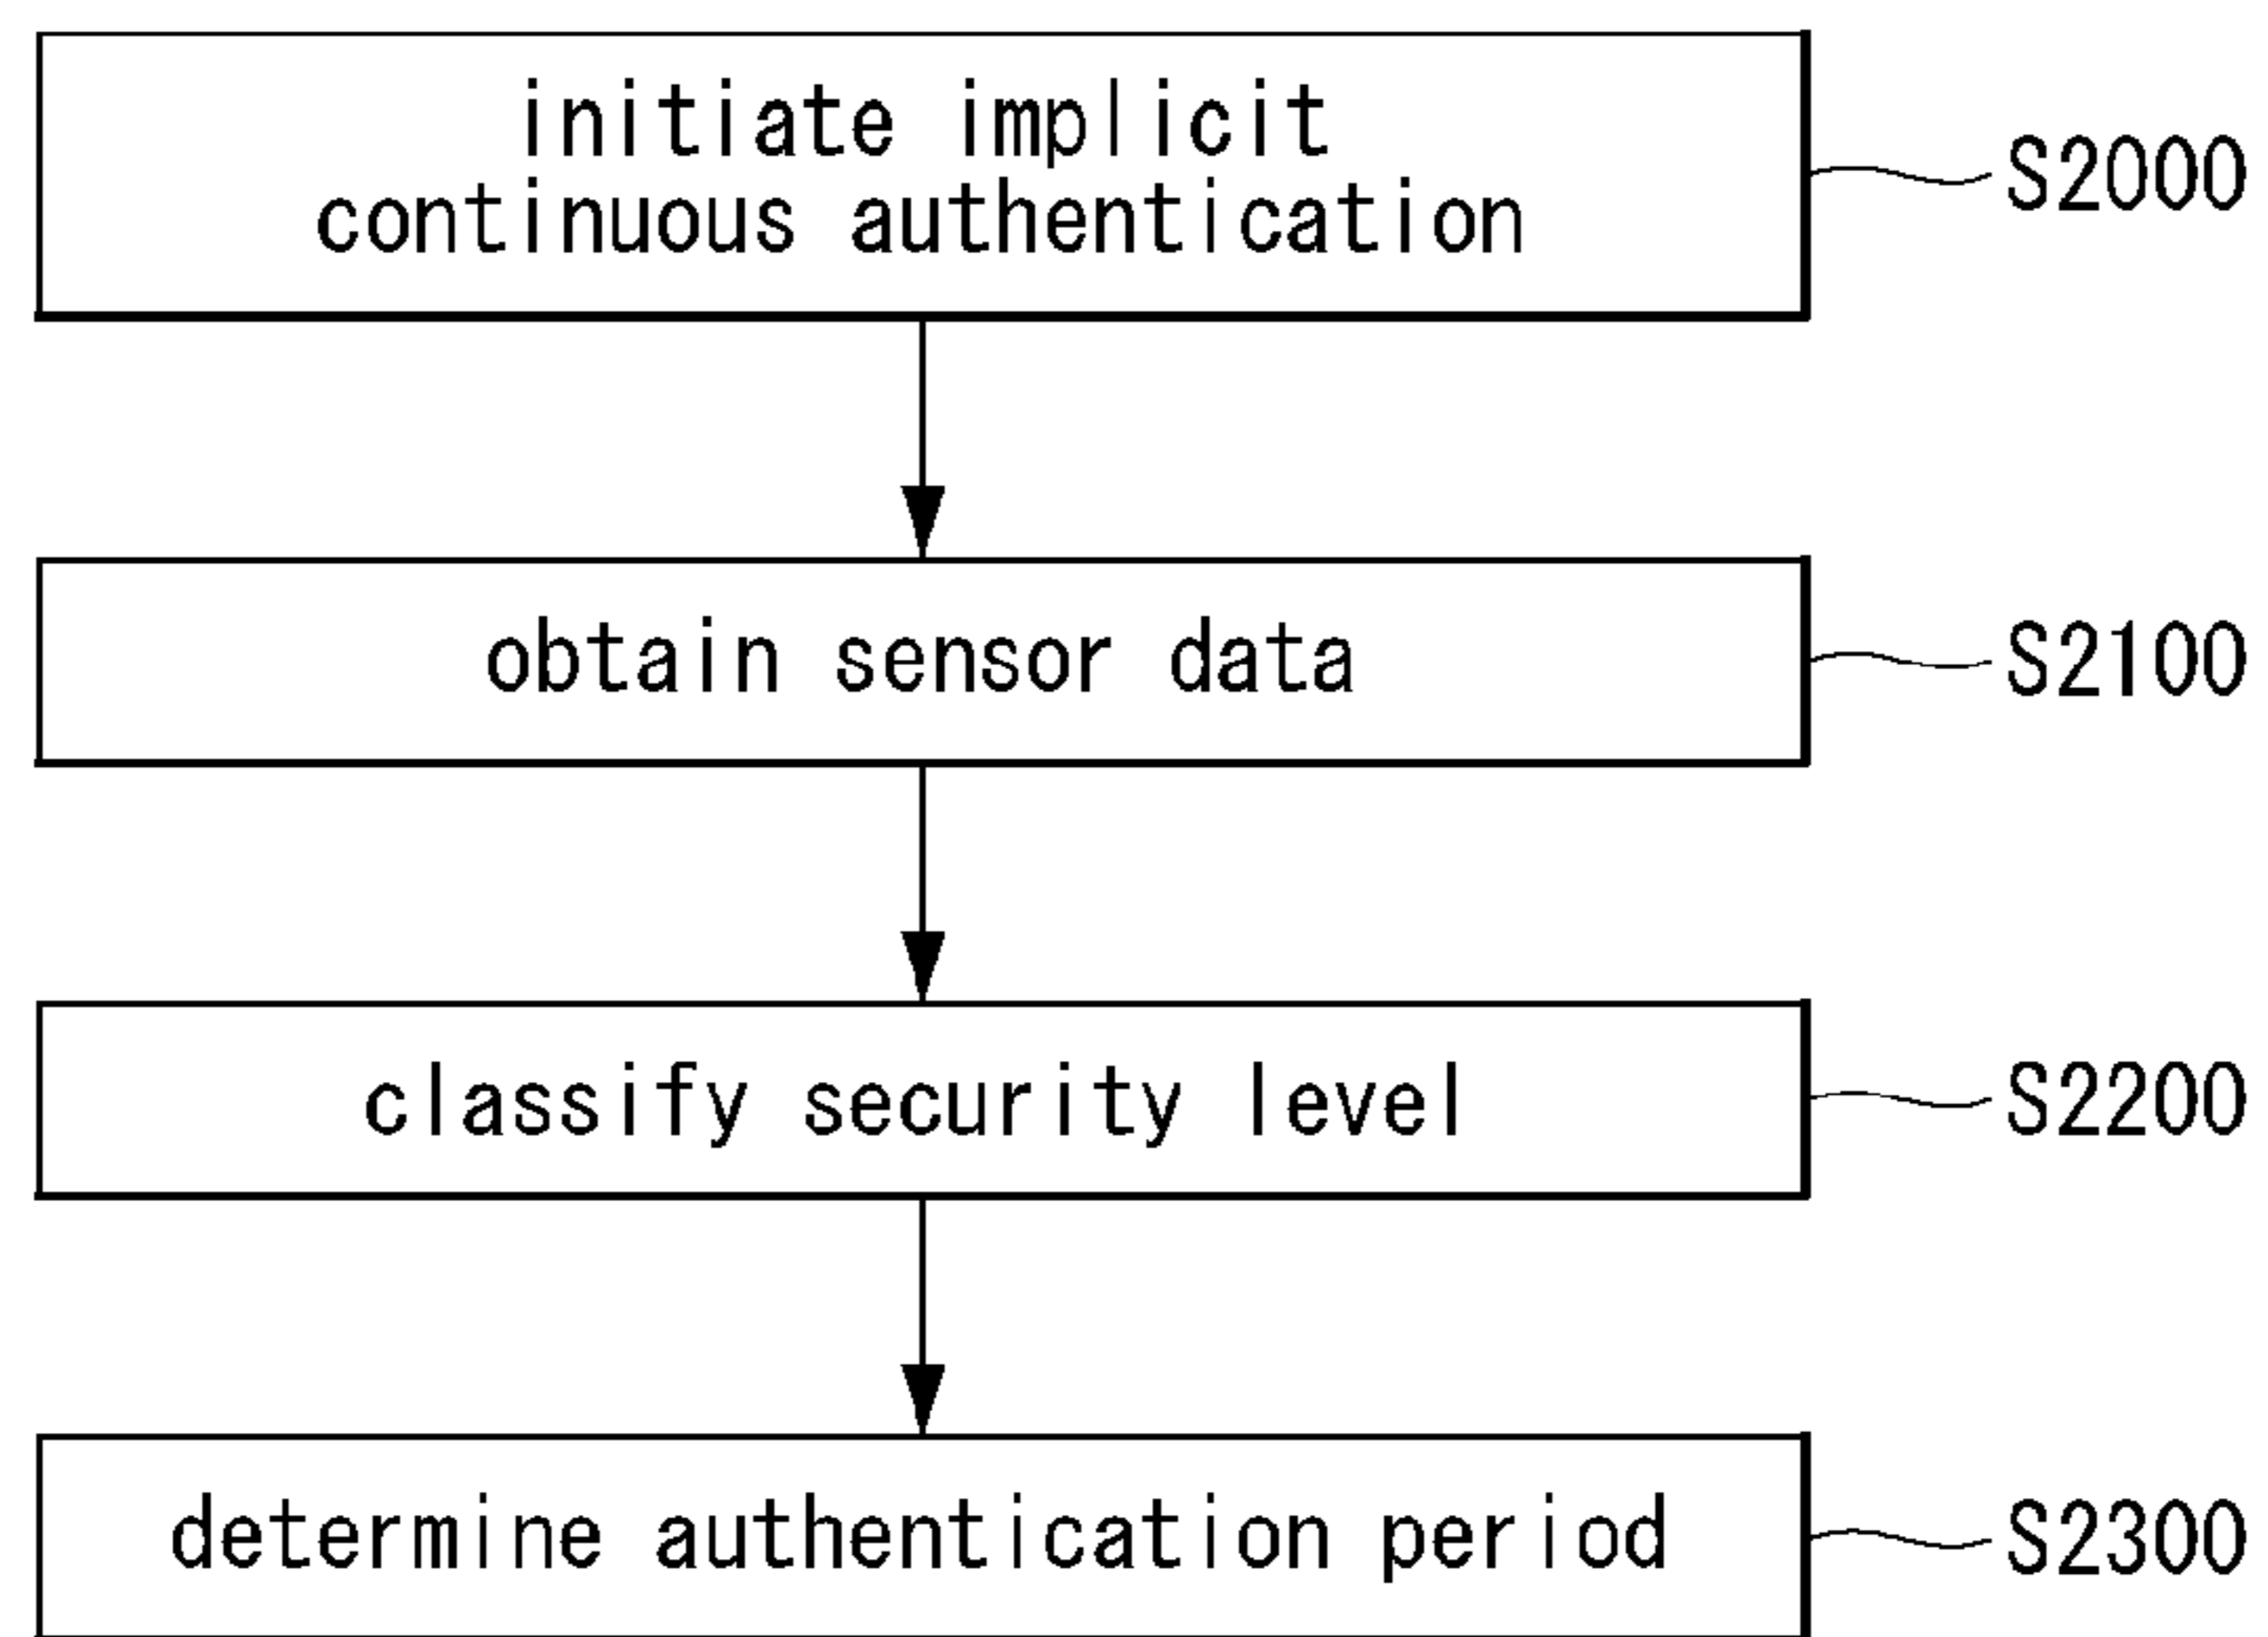 initiate implicit
continuous authentication
S2000
obtain sensor data
S2100
classify security level
S2200
determine authentication period
S2300